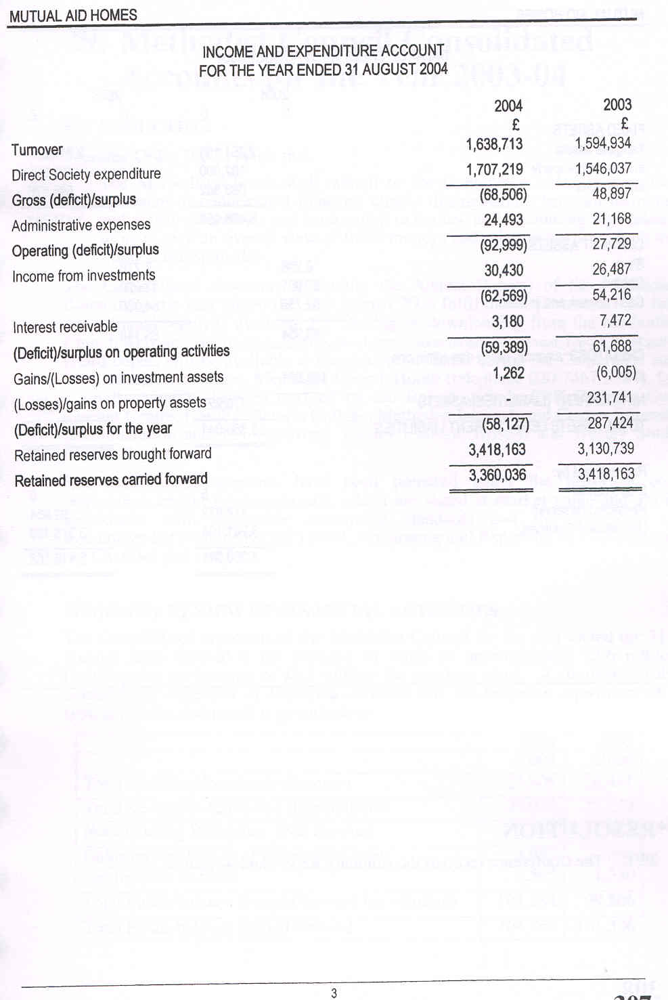 MUTUAL AID HOMES
INCOME AND EXPENDITURE ACCOUNT
FOR THE YEAR ENDED 31 AUGUST 2004
2004 2003
£ £
Turnover 1,638,713 1,594,934
Direct Society expenditure 1,707,219 1,546,037
Gross (deficit)/surplus (68,506) 48,897
Administrative expenses 24,493 21,168
Operating (deficit)/surplus (92,999) 27,729
Income from investments 30,430 26,487
(62,569) 54,216
Interest receivable 3,180 7,472
(Deficit)/surplus on operating activities (59,389) 61,688
Gains/(Losses) on investment assets 1,262 (6,005)
(Losses)/gains on property assets - 231,741
(Deficit)/surplus for the year (58,127) 287,424
Retained reserves brought forward 3,418,163 3,130,739
Retained reserves carried forward 3,360,036 3,418,163
3